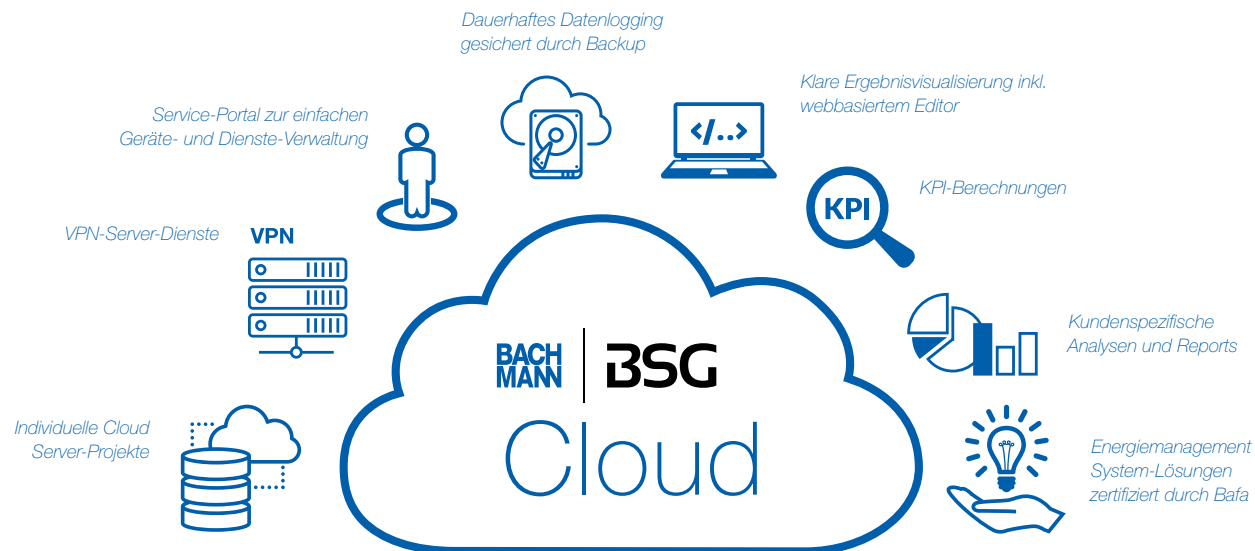 Dauerhaftes Datenlogging
gesichert durch Backup
Klare Ergebnisvisualisierung inkl.
webbasiertem Editor
</..>
Service-Portal zur einfachen
Geräte- und Dienste-Verwaltung
KPI-Berechnungen
KPI
VPN-Server-Dienste
VPN
Kundenspezifische
Analysen und Reports
BACH
MANN
BSG
Cloud
Individuelle Cloud
Server-Projekte
Energiemanagement
System-Lösungen
zertifiziert durch Bafa